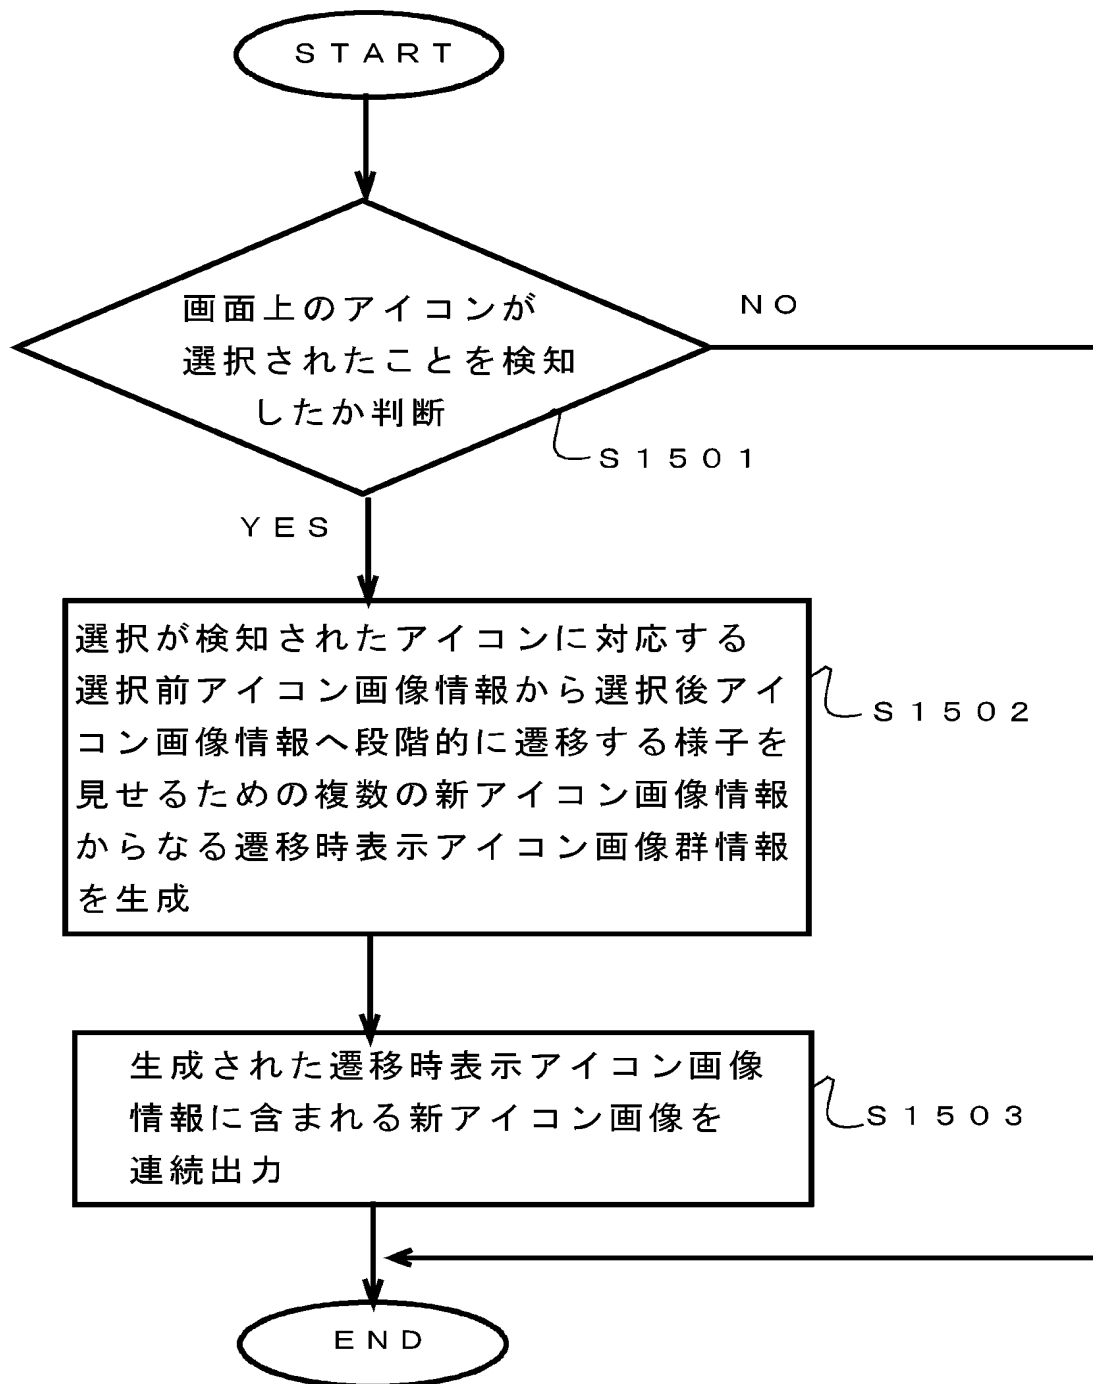 ＳＴＡＲＴ
画面上のアイコンが
選択されたことを検知
したか判断
ＮＯ
Ｓ１５０１
ＹＥＳ
選択が検知されたアイコンに対応する
選択前アイコン画像情報から選択後アイ
コン画像情報へ段階的に遷移する様子を
見せるための複数の新アイコン画像情報
からなる遷移時表示アイコン画像群情報
を生成
Ｓ１５０２
生成された遷移時表示アイコン画像
情報に含まれる新アイコン画像を
連続出力
Ｓ１５０３
ＥＮＤ